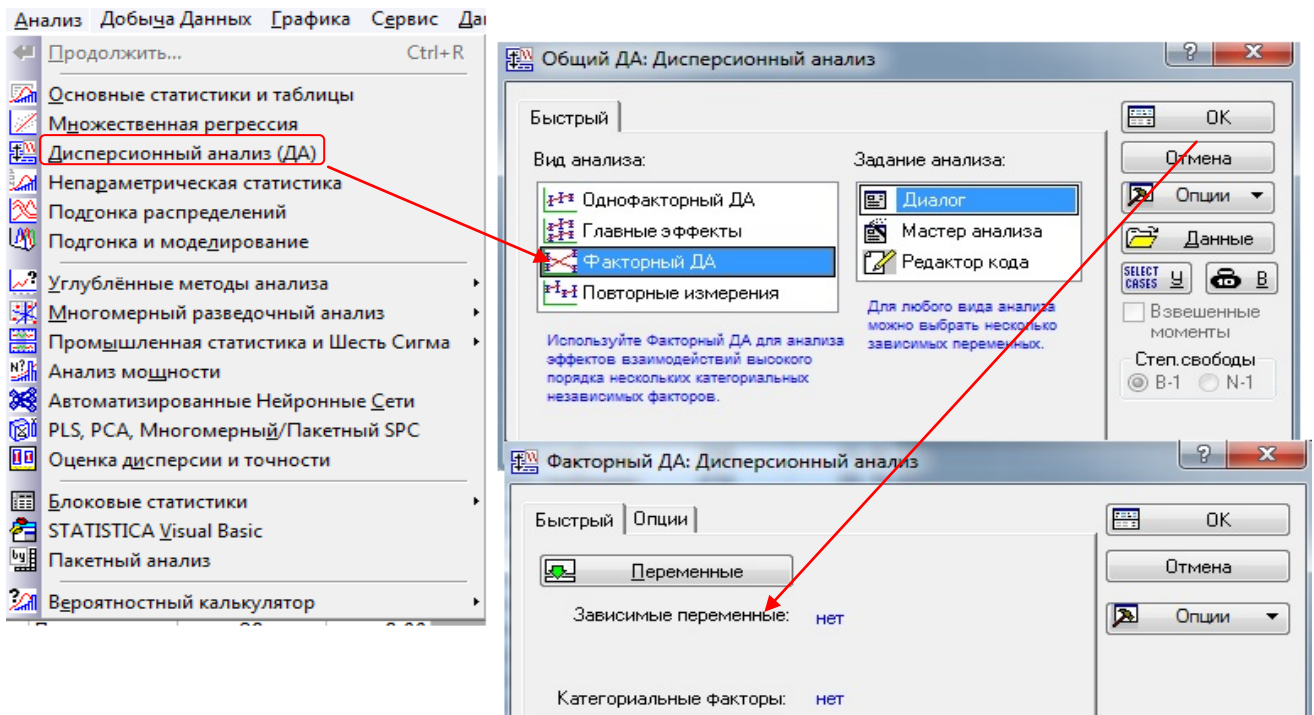 Анализ Добыча Данных Графика Сервис Да
Продолжить... Ctrl+R
Основные статистики и таблицы
Множественная регрессия
Дисперсионный анализ (ДА)
Непараметрическая статистика
Подгонка распределений
Подгонка и моделирование
Углублённые методы анализа
Многомерный разведочный анализ
Промышленная статистика и Шесть Сигма
Анализ мощности
Автоматизированные Нейронные Сети
PLS, PCA, Многомерный/Пакетный SPC
Оценка дисперсии и точности
Блоковые статистики
STATISTICA Visual Basic
Пакетный анализ
Вероятностный калькулятор
Общий ДА: Дисперсионный анализ
Быстрый
Вид анализа:
Однофакторный ДА
Главные эффекты
Факторный ДА
Повторные измерения
Используйте Факторный ДА для анализа
эффектов взаимодействий высокого
порядка нескольких категориальных
независимых факторов.
Задание анализа:
Диалог
Мастер анализа
Редактор кода
Для любого вида анализа
можно выбрать несколько
зависимых переменных.
OK
Отмена
Опции
Данные
SELECT CASES У В
Взвешенные
моменты
Степ.свободы
В-1 N-1
Факторный ДА: Дисперсионный анализ
Быстрый Опции
Переменные
Зависимые переменные: нет
Категориальные факторы: нет
OK
Отмена
Опции